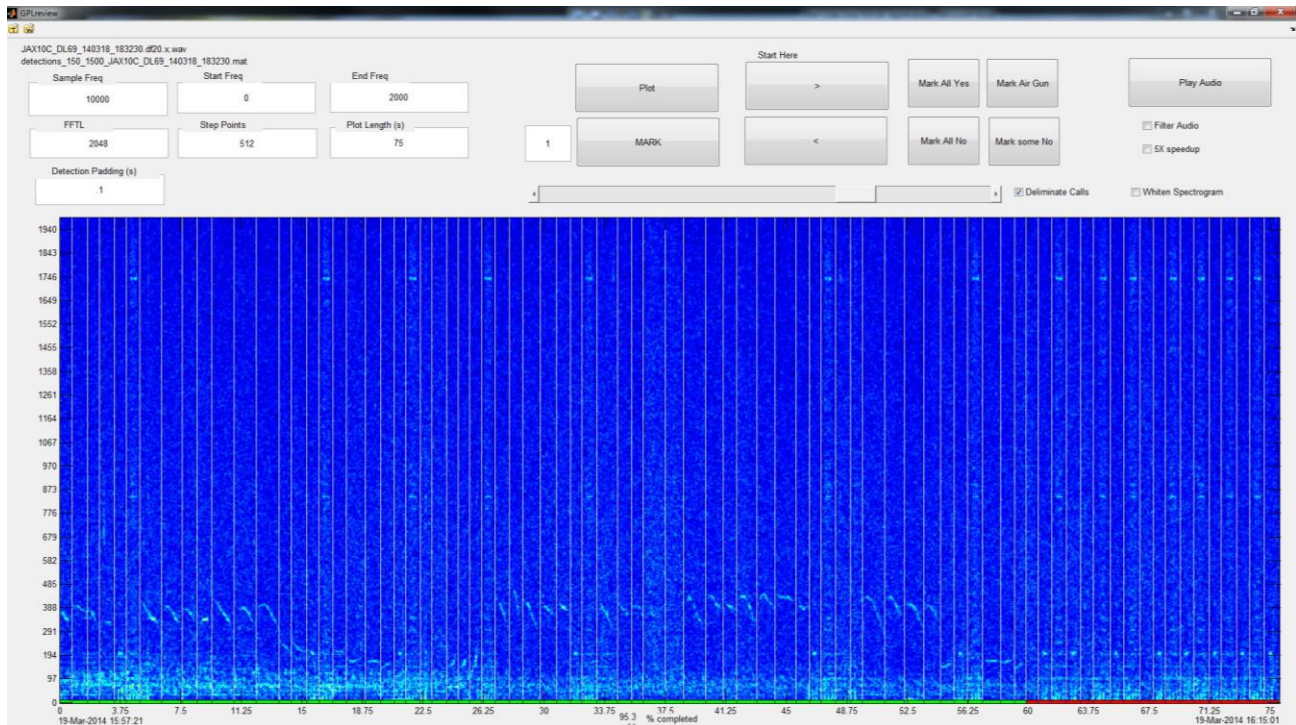 GPLreview
JAX10C_DL69_140318_183230.df20.x.wav
detections_150_1500_JAX10C_DL69_140318_183230.mat
Sample Freq
Start Freq
End Freq
10000
0
2000
FFTL
Step Points
Plot Length (s)
2048
512
75
Detection Padding (s)
.1
Plot
1
MARK
Start Here
>
<
Mark All Yes
Mark Air Gun
Mark All No
Mark some No
Play Audio
Filter Audio
5X speedup
Deliminate Calls
Whiten Spectrogram
1940
1843
1746
1649
1552
1455
1358
1261
1164
1067
970
873
776
679
582
485
388
291
194
97
0
0 3.75 7.5 11.25 15 18.75 22.5 26.25 30 33.75 37.5 41.25 45 48.75 52.5 56.25 60 63.75 67.5 71.25 75
19-Mar-2014 15:57:21
95.3 % completed
19-Mar-2014 16:15:01